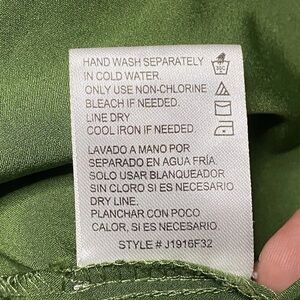 HAND WASH SEPARATELY
IN COLD WATER.
ONLY USE NON-CHLORINE
BLEACH IF NEEDED.
LINE DRY
COOL IRON IF NEEDED.
LAVADO A MANO POR
SEPARADO EN AGUA FRÍA.
SOLO USAR BLANQUEADOR
SIN CLORO SI ES NECESARIO
DRY LINE.
PLANCHAR CON POCO
CALOR, SI ES NECESARIO.
STYLE # J1916F32